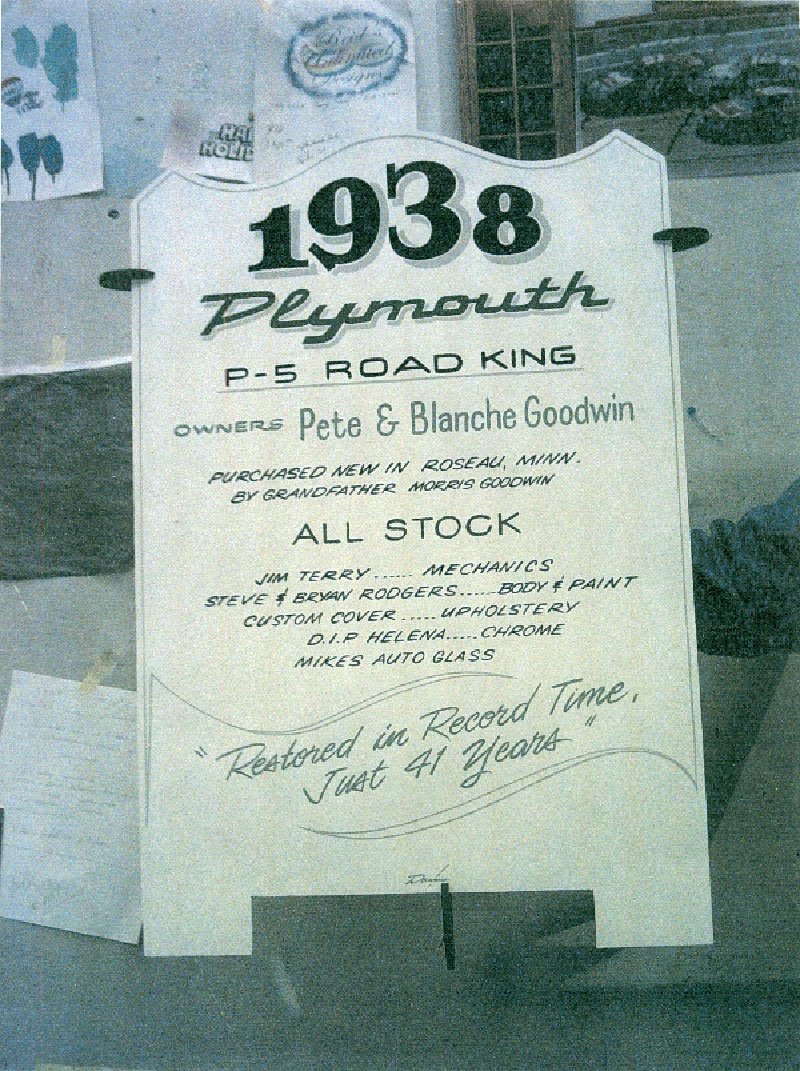 HOLID
1938
Plymouth
P-5 ROAD KING
OWNERS Pete & Blanche Goodwin
PURCHASED NEW IN ROSEAU, MINN.
BY GRANDFATHER MORRIS GOODWIN
ALL STOCK
JIM TERRY ...... MECHANICS
STEVE & BRYAN RODGERS ..... BODY & PAINT
CUSTOM COVER ..... UPHOLSTERY
D.I.P HELENA ..... CHROME
MIKES AUTO GLASS
"Restored in Record Time,
Just 41 Years"